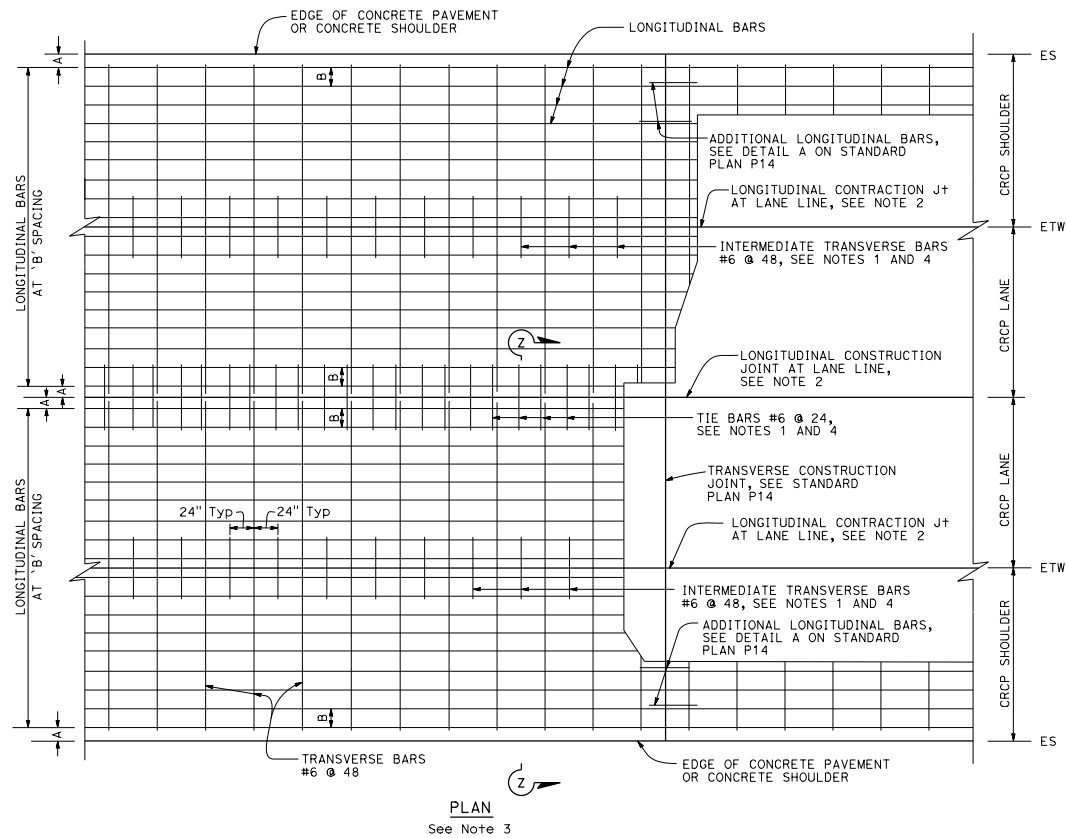 EDGE OF CONCRETE PAVEMENT
OR CONCRETE SHOULDER
LONGITUDINAL BARS
ES
A
B
ADDITIONAL LONGITUDINAL BARS,
SEE DETAIL A ON STANDARD
PLAN P14
CRCP SHOULDER
LONGITUDINAL BARS
AT 'B' SPACING
LONGITUDINAL CONTRACTION Jt
AT LANE LINE, SEE NOTE 2
ETW
INTERMEDIATE TRANSVERSE BARS
#6 @ 48, SEE NOTES 1 AND 4
CRCP LANE
Z
LONGITUDINAL CONSTRUCTION
JOINT AT LANE LINE,
SEE NOTE 2
B
A
A
B
TIE BARS #6 @ 24,
SEE NOTES 1 AND 4
TRANSVERSE CONSTRUCTION
JOINT, SEE STANDARD
PLAN P14
CRCP LANE
LONGITUDINAL BARS
AT 'B' SPACING
24" Typ
24" Typ
LONGITUDINAL CONTRACTION Jt
AT LANE LINE, SEE NOTE 2
ETW
INTERMEDIATE TRANSVERSE BARS
#6 @ 48, SEE NOTES 1 AND 4
ADDITIONAL LONGITUDINAL BARS,
SEE DETAIL A ON STANDARD
PLAN P14
CRCP SHOULDER
B
A
ES
TRANSVERSE BARS
#6 @ 48
EDGE OF CONCRETE PAVEMENT
OR CONCRETE SHOULDER
Z
PLAN
See Note 3